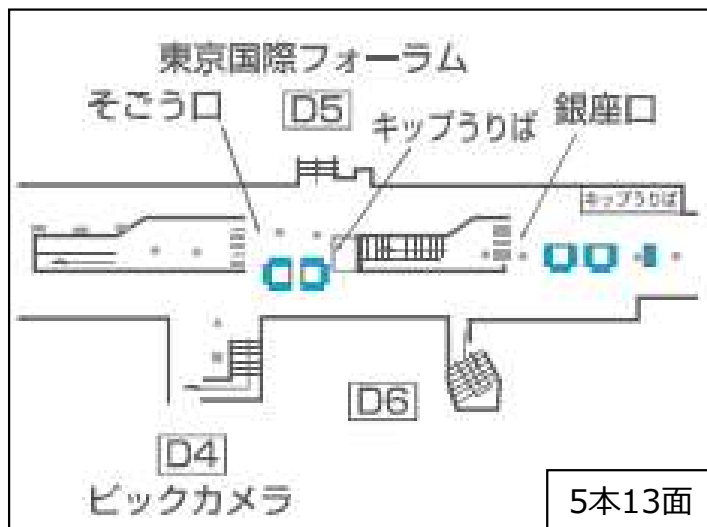 東京国際フォーラム
そごう口
D5
キップうりば
銀座口
キップうりば
D6
D4
ビックカメラ
5本13面